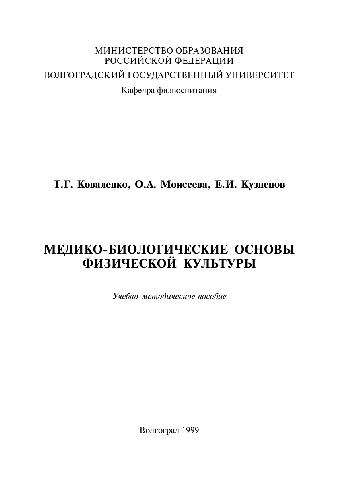 МИНИСТЕРСТВО ОБРАЗОВАНИЯ
РОССИЙСКОЙ ФЕДЕРАЦИИ
ВОЛГОГРАДСКИЙ ГОСУДАРСТВЕННЫЙ УНИВЕРСИТЕТ
Кафедра физвоспитания
Т.Г. Коваленко, О.А. Моисеева, Е.И. Кузнецов
МЕДИКО-БИОЛОГИЧЕСКИЕ ОСНОВЫ
ФИЗИЧЕСКОЙ КУЛЬТУРЫ
Учебно-методическое пособие
Волгоград 1999